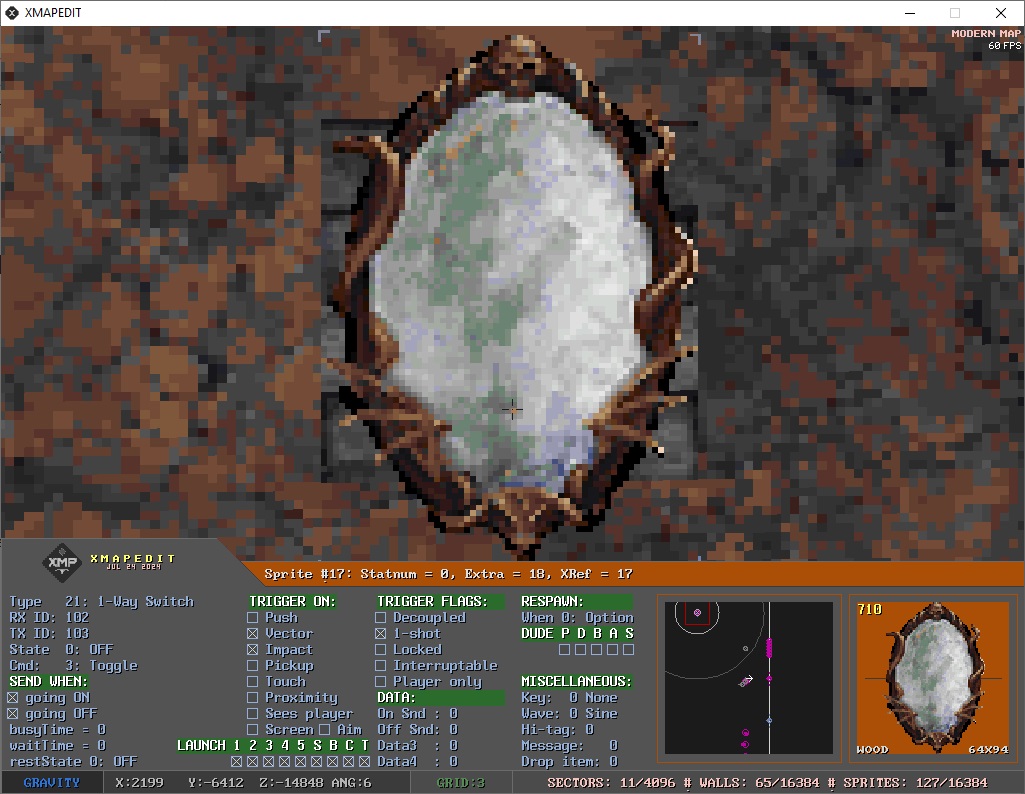 XMAPEDIT
MODERN MAP
60 FPS
XMP
XMAPEDIT
JUL 24 2024
Sprite #17: Statnum = 0, Extra = 18, XRef = 17
Type 21: 1-Way Switch
RX ID: 102
TX ID: 103
State 0: OFF
Cmd: 3: Toggle
SEND WHEN:
going ON
going OFF
busyTime = 0
waitTime = 0
restState 0: OFF
TRIGGER ON:
Push
Vector
Impact
Pickup
Touch
Proximity
Sees player
Screen Aim
LAUNCH 1 2 3 4 5 S B C T
TRIGGER FLAGS:
Decoupled
1-shot
Locked
Interruptable
Player only
DATA:
On Snd : 0
Off Snd: 0
Data3 : 0
Data4 : 0
RESPAWN:
When 0: Option
DUDE P D B A S
MISCELLANEOUS:
Key: 0 None
Wave: 0 Sine
Hi-tag: 0
Message: 0
Drop item: 0
710
WOOD 64X94
GRAVITY X:2199 Y:-6412 Z:-14848 ANG:6 GRID:3 SECTORS: 11/4096 # WALLS: 65/16384 # SPRITES: 127/16384